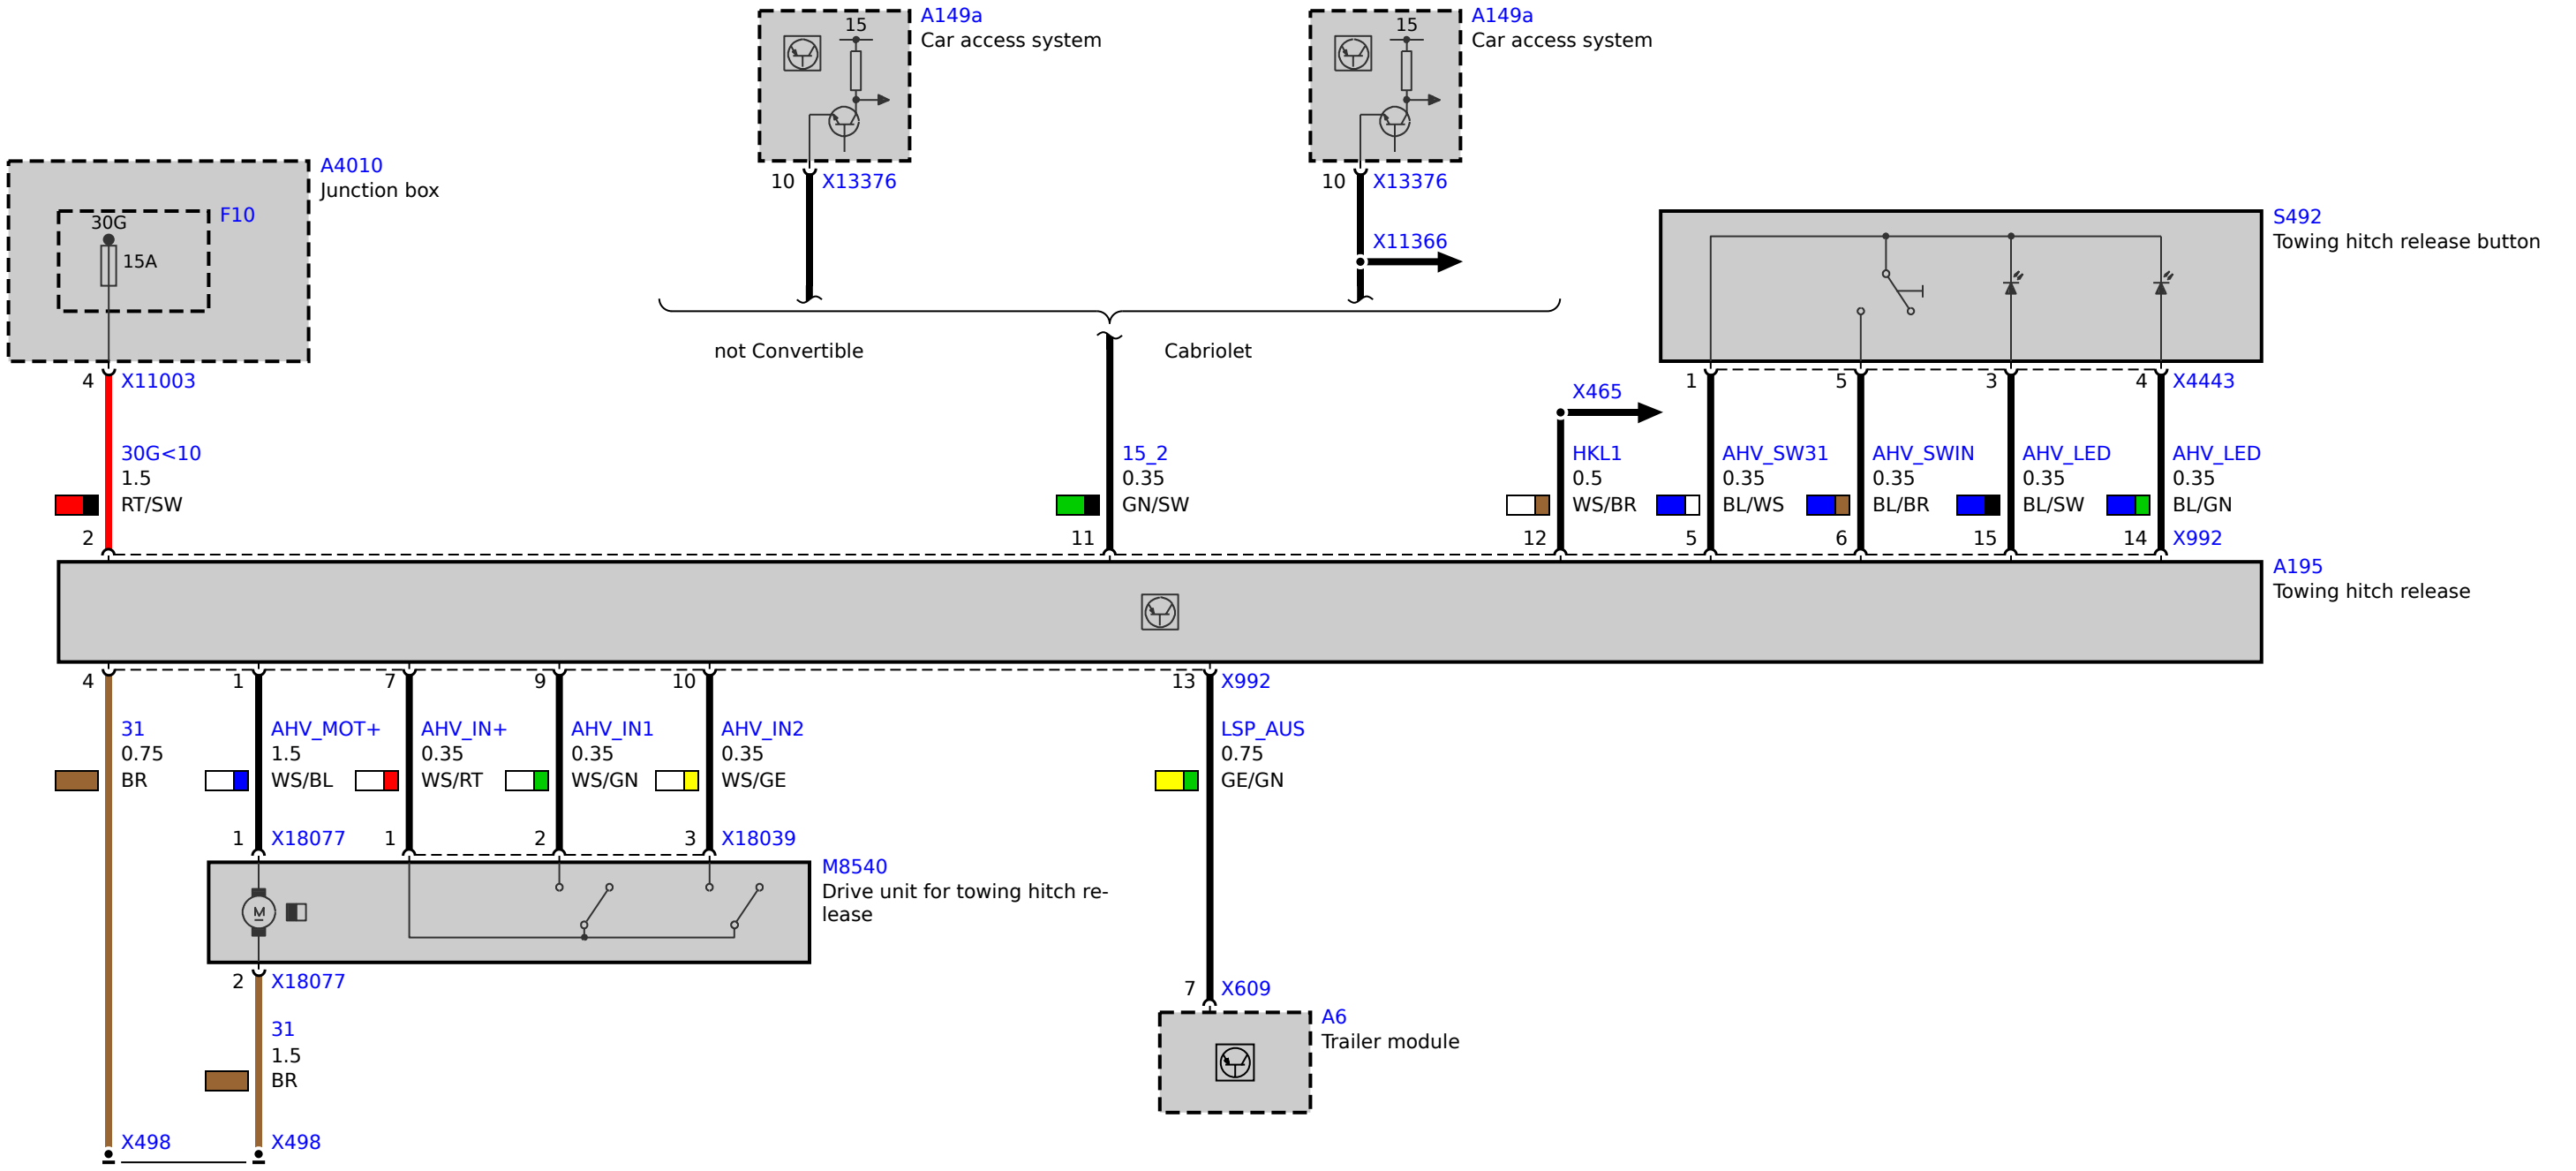 A149a
Car access system
15
10
X13376
A149a
Car access system
15
10
X13376
X11366
A4010
Junction box
F10
30G
15A
4
X11003
30G<10
1.5
RT/SW
2
not Convertible
Cabriolet
15_2
0.35
GN/SW
11
X465
HKL1
0.5
WS/BR
12
S492
Towing hitch release button
1
5
3
4
X4443
AHV_SW31
0.35
BL/WS
5
AHV_SWIN
0.35
BL/BR
6
AHV_LED
0.35
BL/SW
15
AHV_LED
0.35
BL/GN
14
X992
A195
Towing hitch release
4
1
7
9
10
13
X992
31
0.75
BR
AHV_MOT+
1.5
WS/BL
AHV_IN+
0.35
WS/RT
AHV_IN1
0.35
WS/GN
AHV_IN2
0.35
WS/GE
LSP_AUS
0.75
GE/GN
1
X18077
1
2
3
X18039
M8540
Drive unit for towing hitch re-
lease
M
2
X18077
31
1.5
BR
7
X609
A6
Trailer module
X498
X498